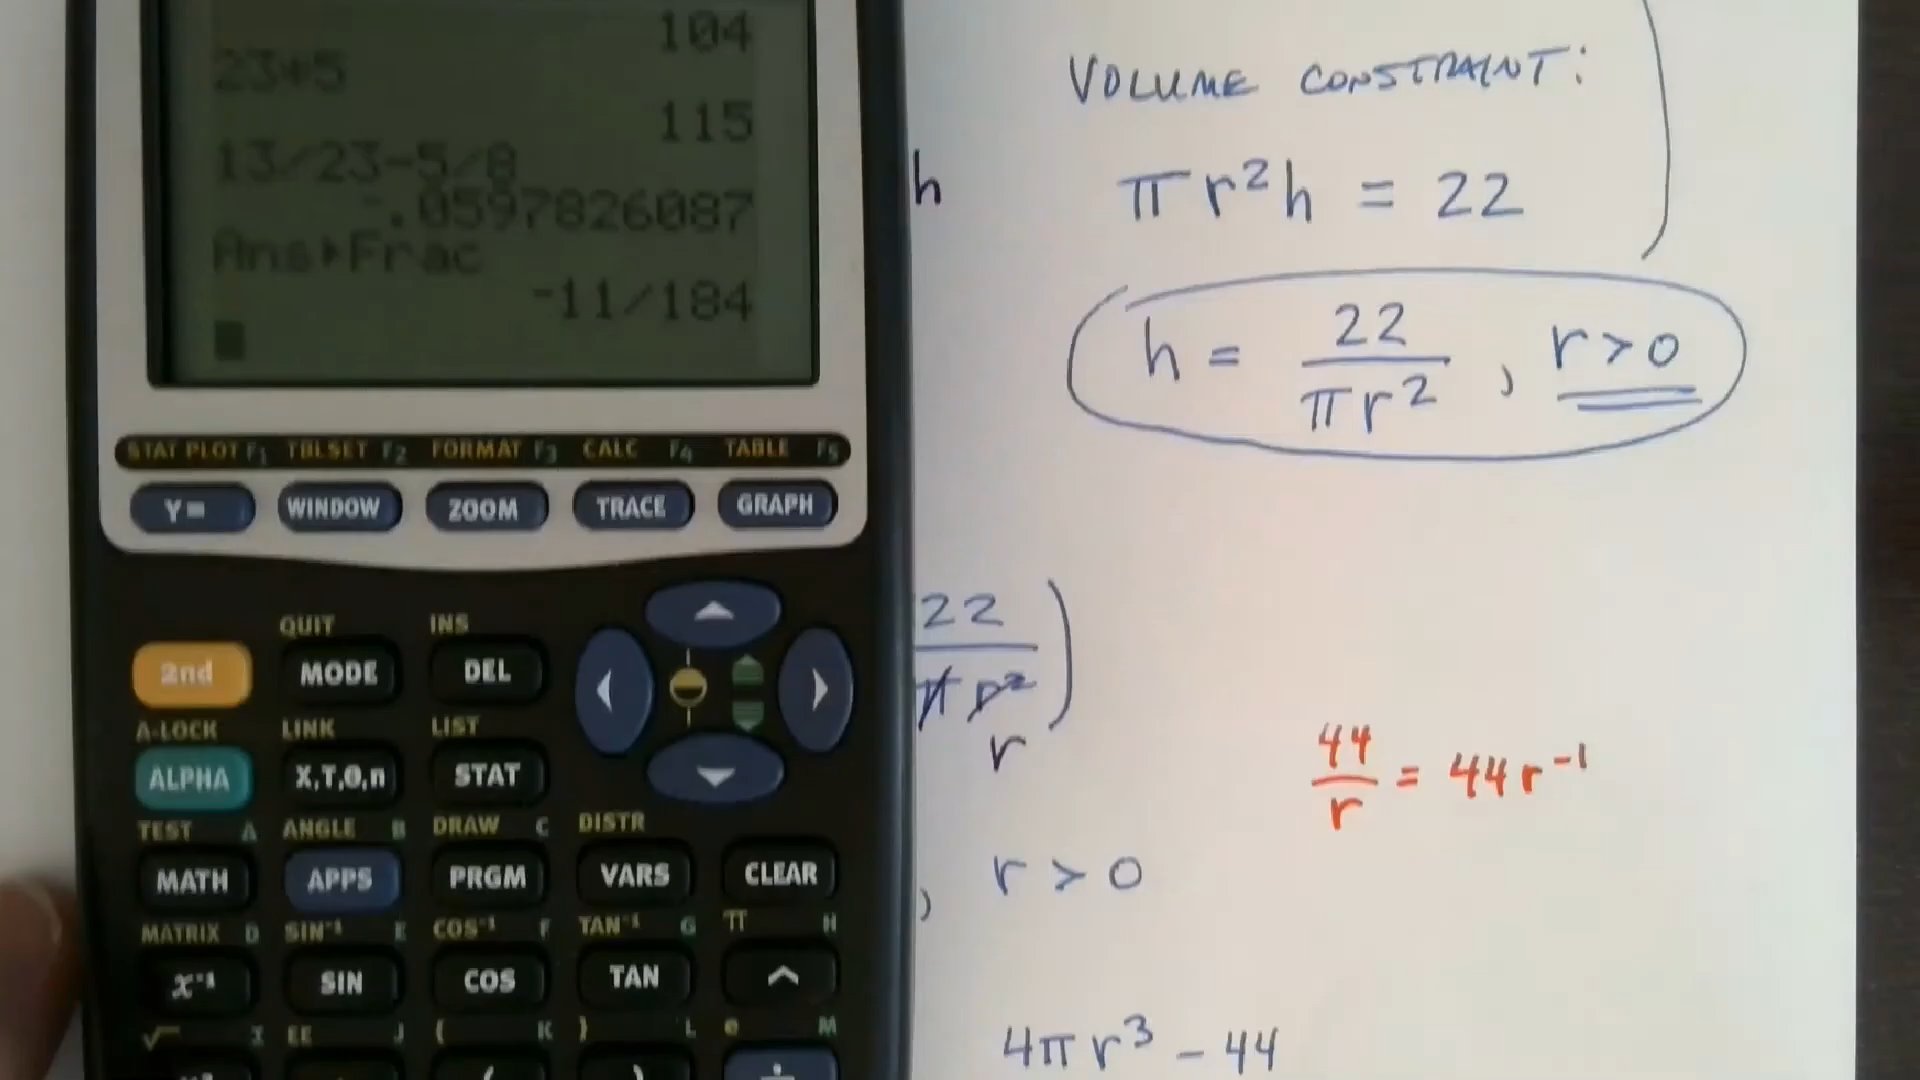 104
23*5
115
13/23-5/8
-.0597826087
Ans▸Frac
-11/184
STAT PLOT F1 TBLSET F2 FORMAT F3 CALC F4 TABLE F5
Y= WINDOW ZOOM TRACE GRAPH
QUIT INS
2nd MODE DEL
A-LOCK LINK LIST
ALPHA X,T,θ,n STAT
TEST A ANGLE B DRAW C DISTR
MATH APPS PRGM VARS CLEAR
MATRIX D SIN⁻¹ E COS⁻¹ F TAN⁻¹ G π H
x⁻¹ SIN COS TAN ^
√ I EE J { K } L e M
x² , ( ) ÷
VOLUME CONSTRAINT:
h
πr²h = 22
h = 22/πr² , r>0
22/πr² )
r
44/r = 44r⁻¹
, r > 0
4πr³ - 44